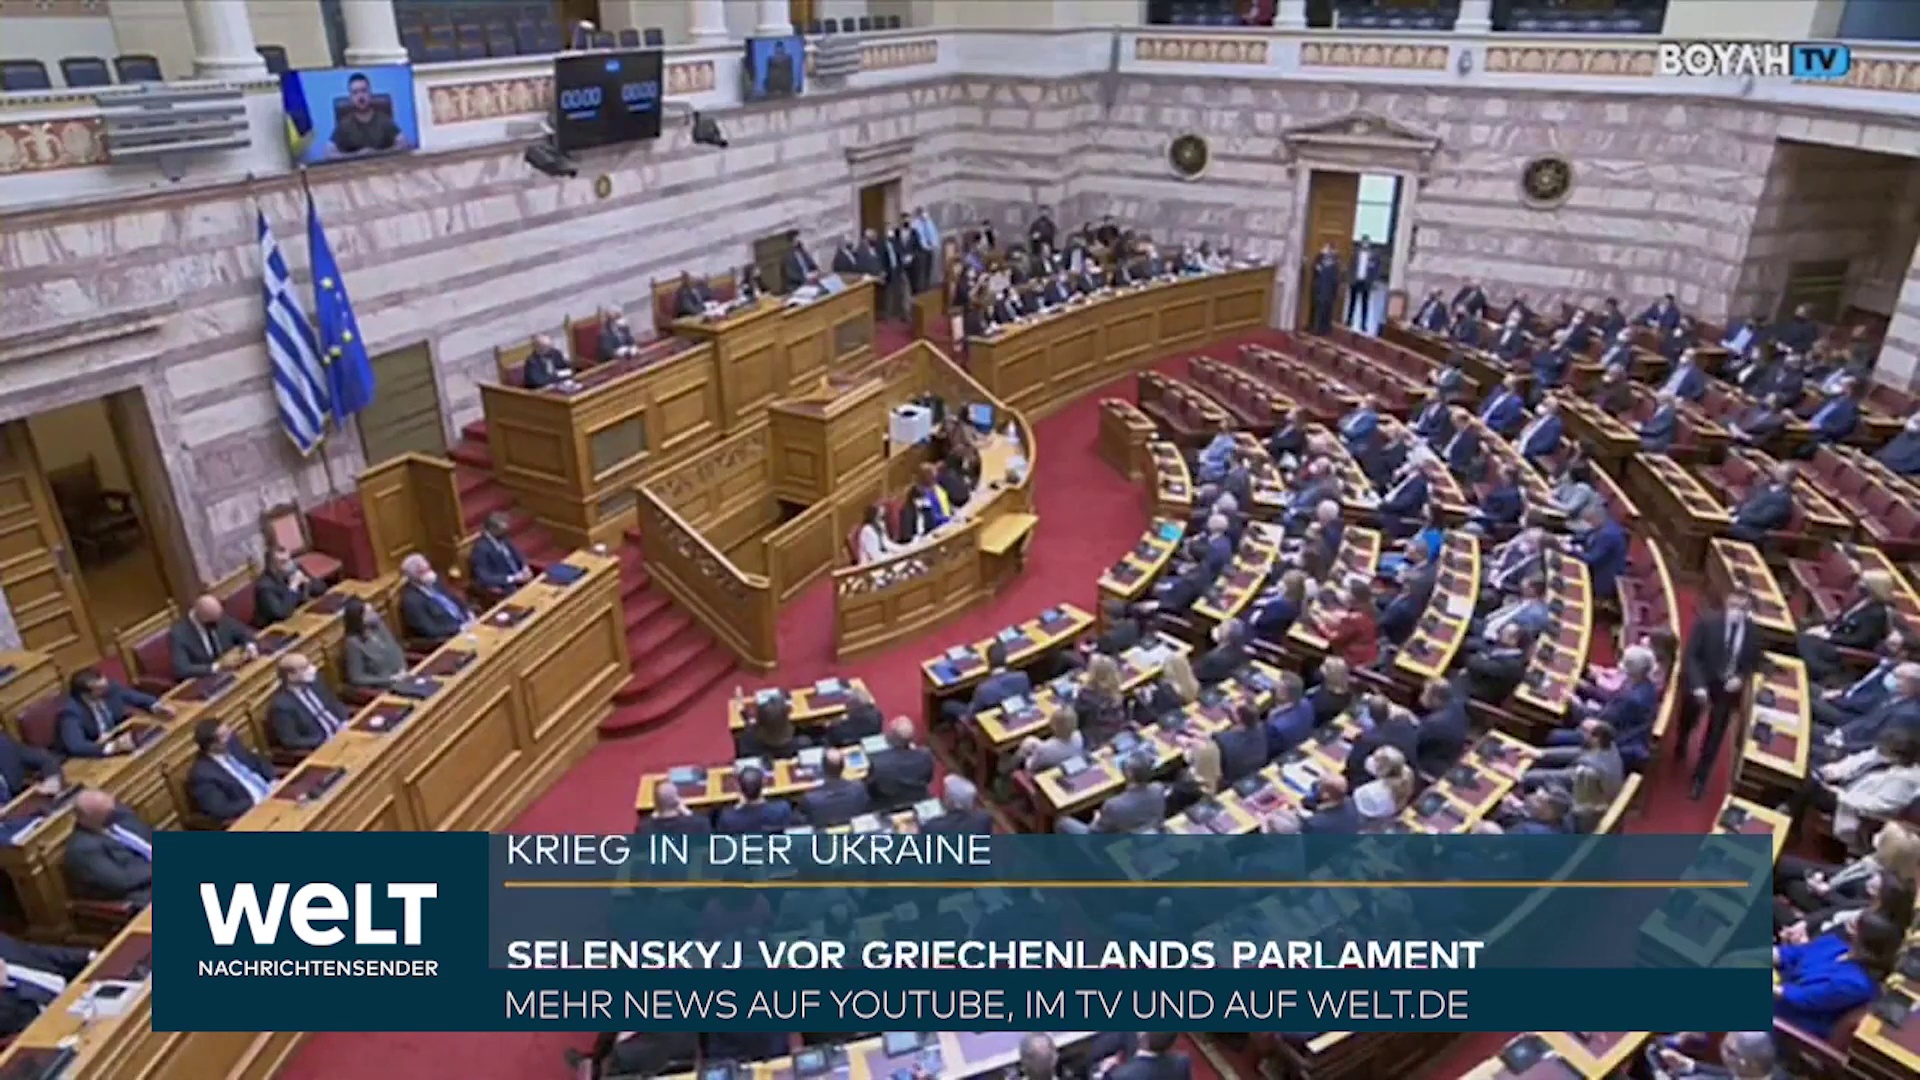 ΒΟΥΛΗ TV
00:00 00:00
KRIEG IN DER UKRAINE
welt
NACHRICHTENSENDER
SELENSKYJ VOR GRIECHENLANDS PARLAMENT
MEHR NEWS AUF YOUTUBE, IM TV UND AUF WELT.DE